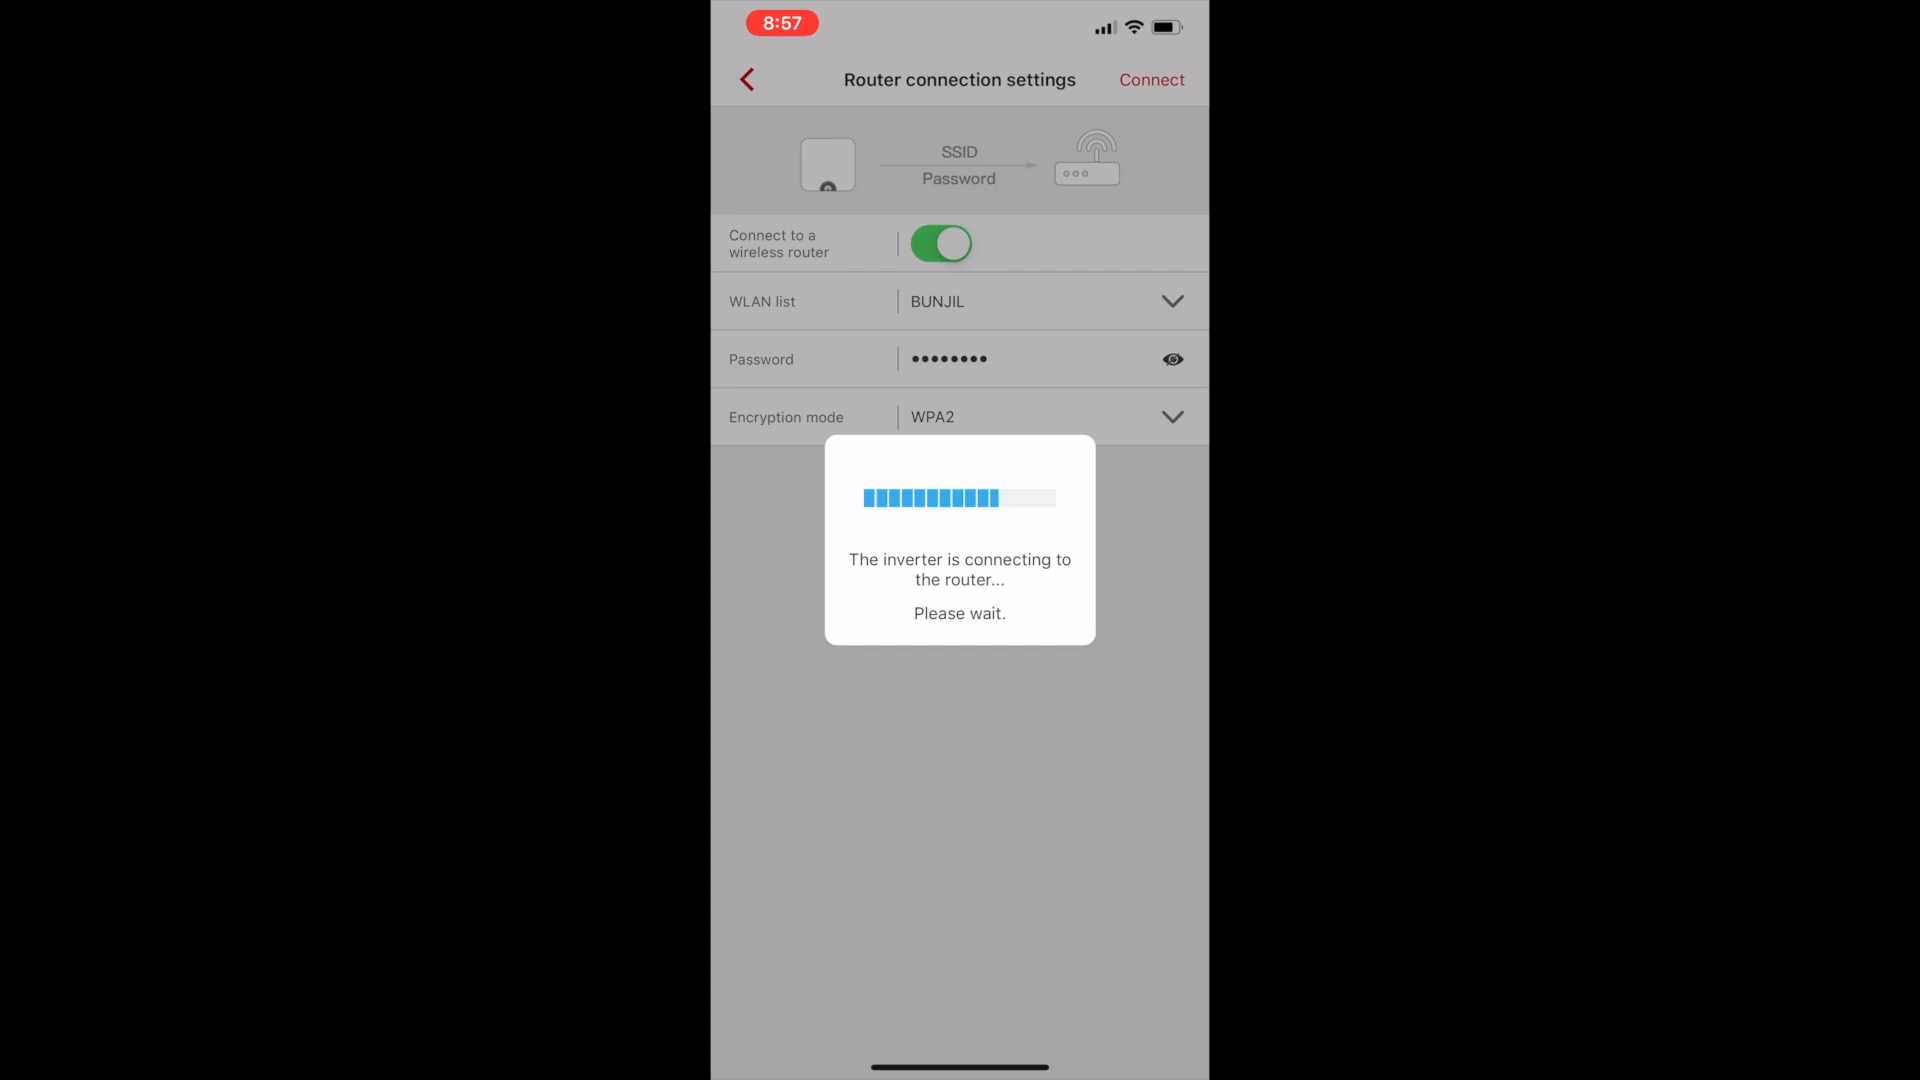 8:57
Router connection settings
Connect
SSID
Password
Connect to a
wireless router
WLAN list
BUNJIL
Password
••••••••
Encryption mode
WPA2
The inverter is connecting to
the router...
Please wait.